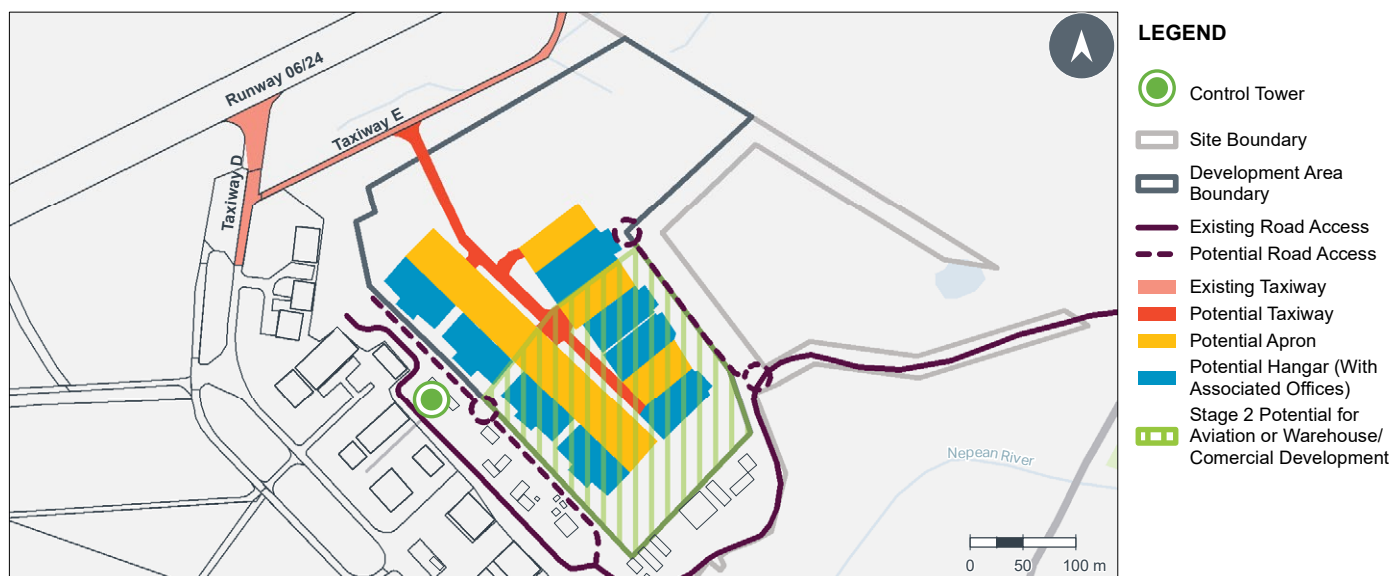 Runway 06/24
Taxiway E
Taxiway D
Nepean River
0 50 100 m
LEGEND
Control Tower
Site Boundary
Development Area
Boundary
Existing Road Access
Potential Road Access
Existing Taxiway
Potential Taxiway
Potential Apron
Potential Hangar (With
Associated Offices)
Stage 2 Potential for
Aviation or Warehouse/
Comercial Development